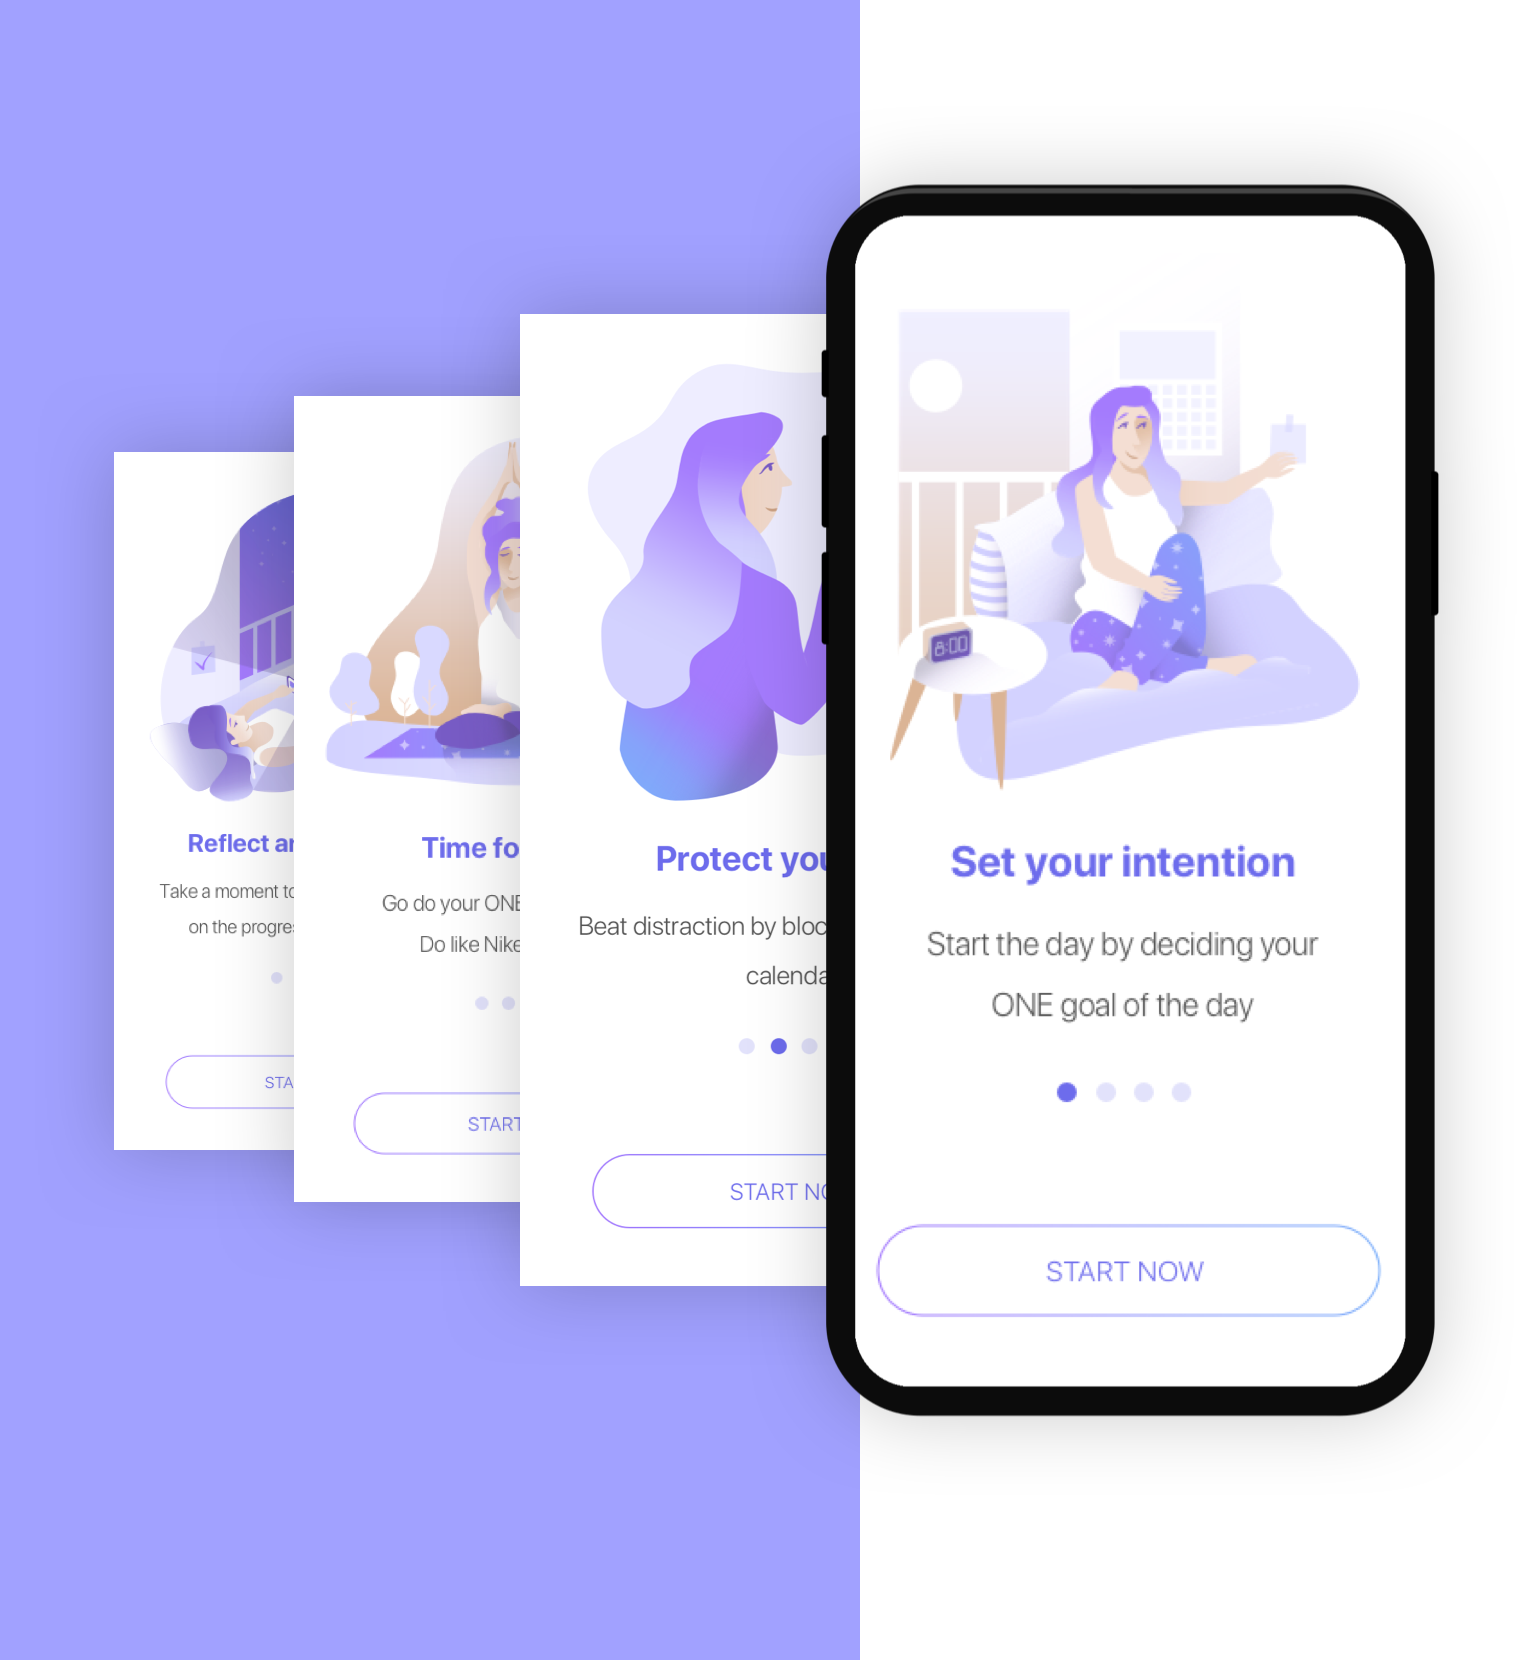 Reflect
Take a moment to
on the
STA
Time fo
Go do your ONE
Do like Nike
START
Protect you
Beat distraction by bloc
calenda
START NO
8:00
Set your intention
Start the day by deciding your
ONE goal of the day
START NOW